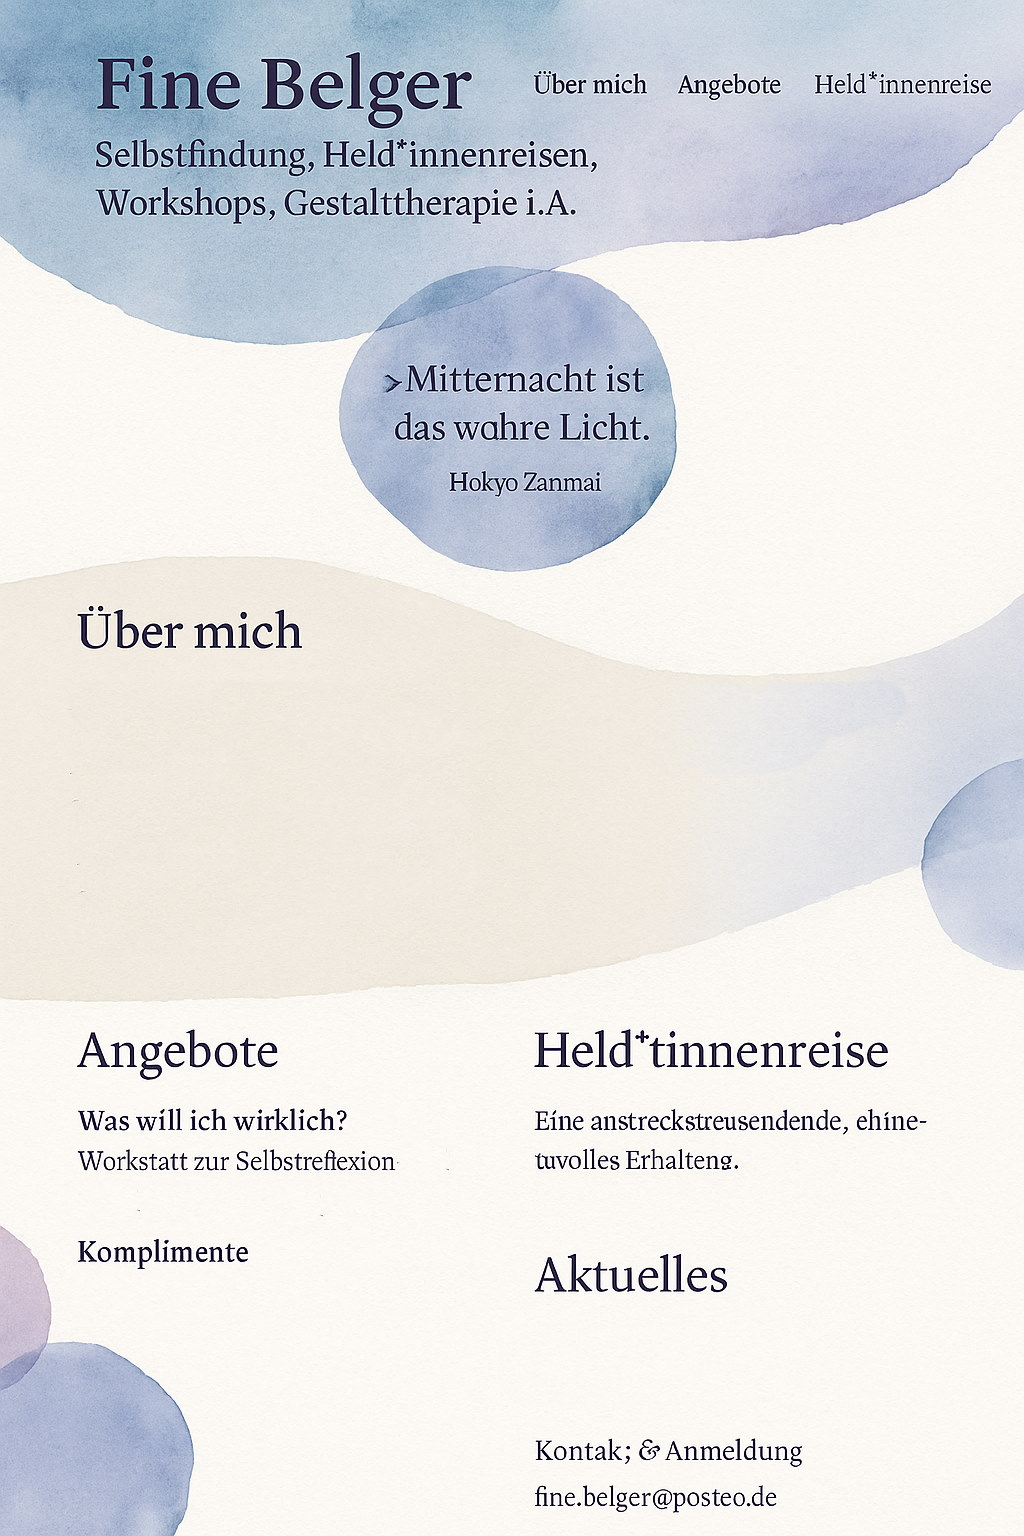 Fine Belger
Über mich Angebote Held*innenreise
Selbstfindung, Held*innenreisen,
Workshops, Gestalttherapie i.A.
>Mitternacht ist
das wahre Licht.
Hokyo Zanmai
Über mich
Angebote
Was will ich wirklich?
Workstatt zur Selbstreflexion
Komplimente
Held*tinnenreise
Eine anstreckstreusendende, ehine-
tuvolles Erhalteng.
Aktuelles
Kontak; & Anmeldung
fine.belger@posteo.de